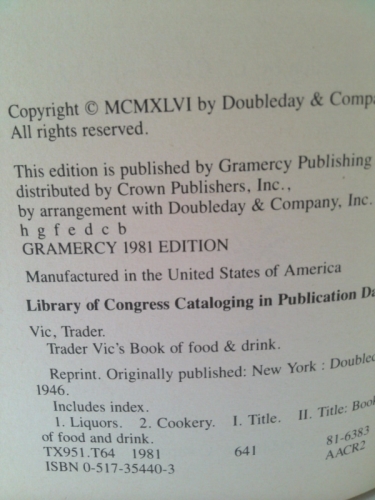 Copyright © MCMXLVI by Doubleday & Compa
All rights reserved.
This edition is published by Gramercy Publishing
distributed by Crown Publishers, Inc.,
by arrangement with Doubleday & Company, Inc.
h g f e d c b
GRAMERCY 1981 EDITION
Manufactured in the United States of America
Library of Congress Cataloging in Publication Da
Vic, Trader.
Trader Vic's Book of food & drink.
Reprint. Originally published: New York : Doubled
1946.
Includes index.
1. Liquors. 2. Cookery. I. Title. II. Title: Book
of food and drink.
TX951.T64 1981 641 81-6383
ISBN 0-517-35440-3 AACR2